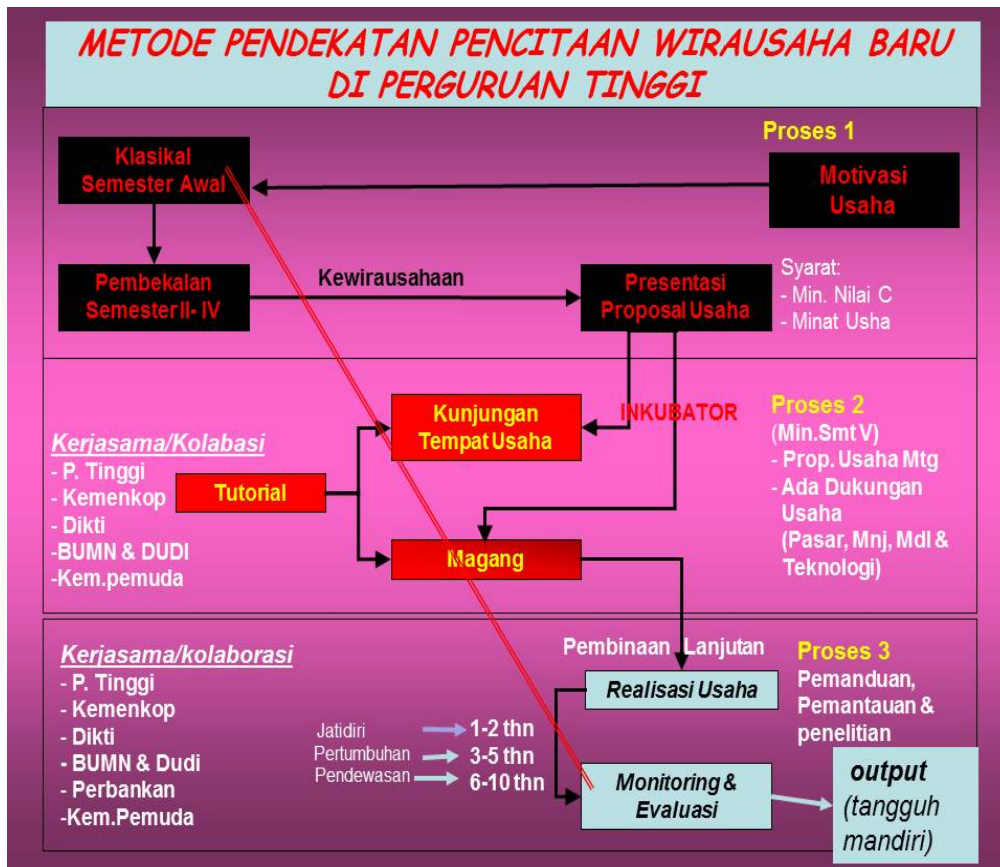 METODE PENDEKATAN PENCITAAN WIRAUSAHA BARU
DI PERGURUAN TINGGI
Proses 1
Klasikal
Semester Awal
Motivasi
Usaha
Pembekalan
Semester II- IV
Kewirausahaan
Presentasi
Proposal Usaha
Syarat:
- Min. Nilai C
- Minat Usha
Kerjasama/Kolabasi
- P. Tinggi
- Kemenkop
- Dikti
-BUMN & DUDI
-Kem.pemuda
Tutorial
Kunjungan
Tempat Usaha
INKUBATOR
Magang
Proses 2
(Min.Smt V)
- Prop. Usaha Mtg
- Ada Dukungan
Usaha
(Pasar, Mnj, Mdl &
Teknologi)
Kerjasama/kolaborasi
- P. Tinggi
- Kemenkop
- Dikti
- BUMN & Dudi
- Perbankan
-Kem.Pemuda
Jatidiri 1-2 thn
Pertumbuhan 3-5 thn
Pendewasan 6-10 thn
Pembinaan Lanjutan
Realisasi Usaha
Monitoring &
Evaluasi
Proses 3
Pemanduan,
Pemantauan &
penelitian
output
(tangguh
mandiri)